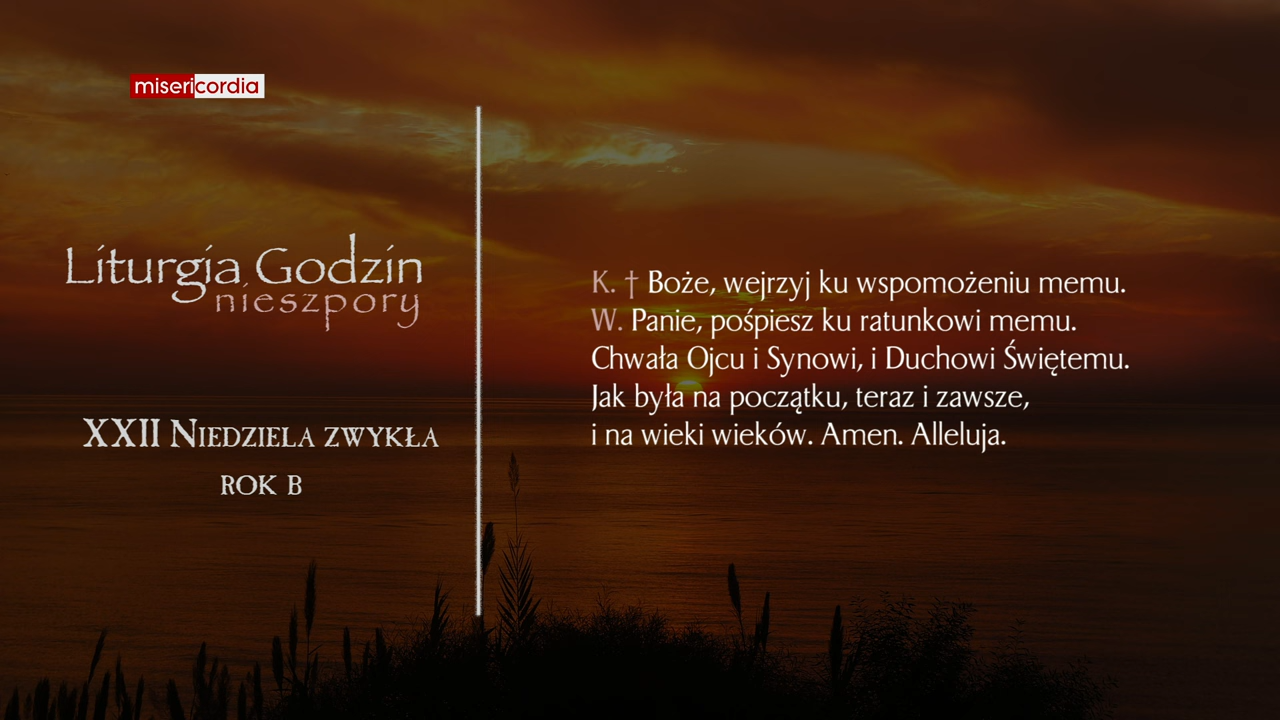 misericordia
Liturgia Godzin
nieszpory
XXII Niedziela zwykła
rok B
K. † Boże, wejrzyj ku wspomożeniu memu.
W. Panie, pośpiesz ku ratunkowi memu.
Chwała Ojcu i Synowi, i Duchowi Świętemu.
Jak była na początku, teraz i zawsze,
i na wieki wieków. Amen. Alleluja.